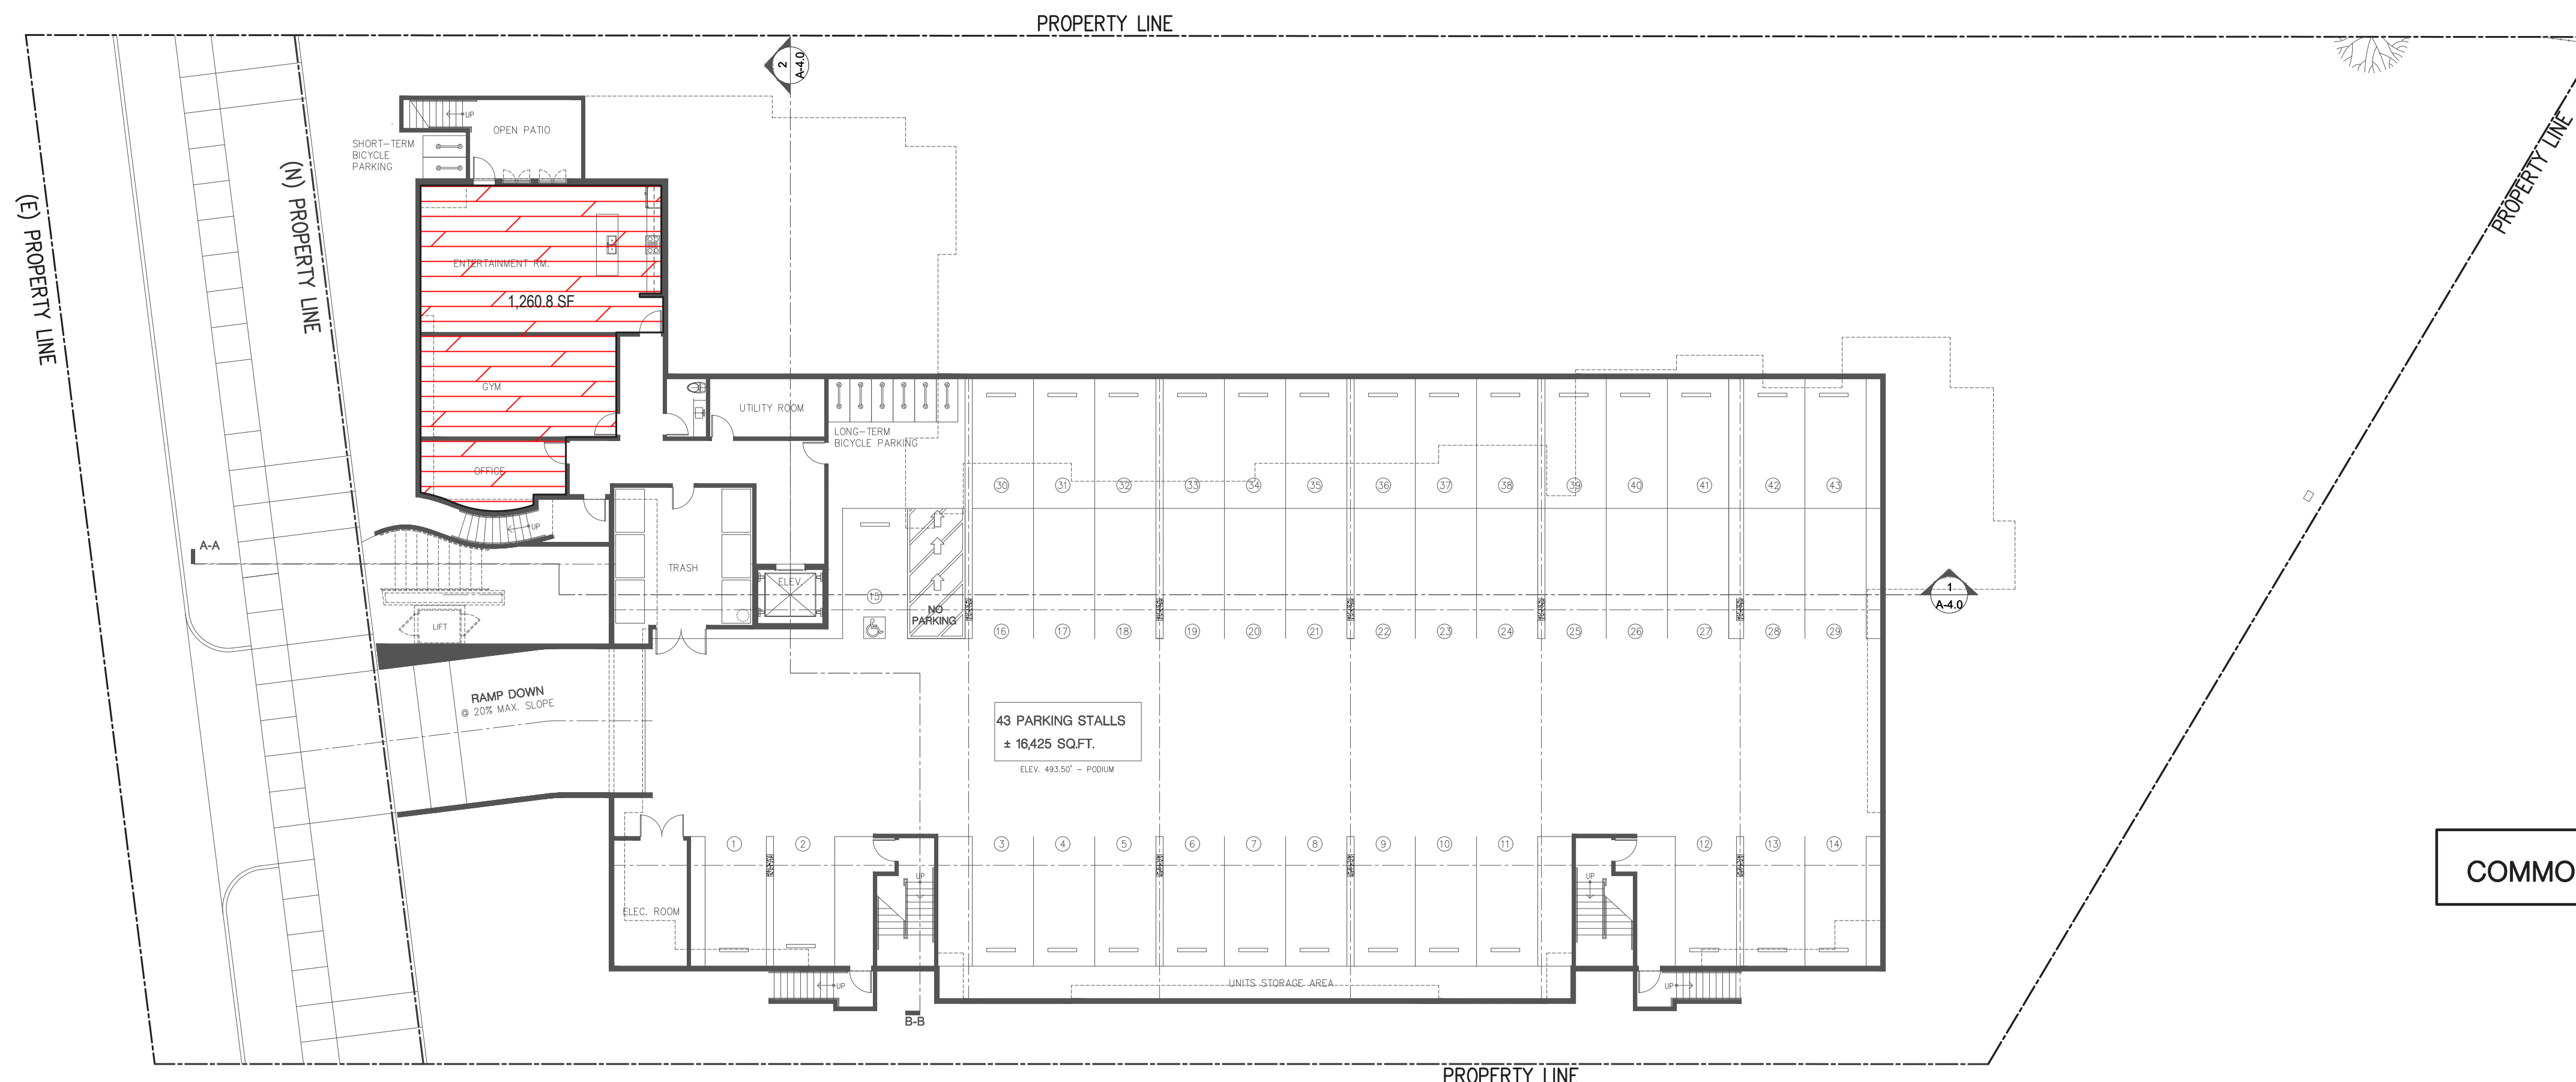 PROPERTY LINE
2
A-4.0
UP
OPEN PATIO
SHORT-TERM
BICYCLE
PARKING
PROPERTY LINE
(N) PROPERTY LINE
(E) PROPERTY LINE
ENTERTAINMENT RM.
1,260.8 SF
GYM
UTILITY ROOM
LONG-TERM
BICYCLE PARKING
OFFICE
30 31 32 33 34 35 36 37 38 39 40 41 42 43
UP
A-A
TRASH
ELEV.
15
1
A-4.0
NO
PARKING
LIFT
16 17 18 19 20 21 22 23 24 25 26 27 28 29
RAMP DOWN
@ 20% MAX. SLOPE
43 PARKING STALLS
± 16,425 SQ.FT.
ELEV. 493.50' - PODIUM
1 2 3 4 5 6 7 8 9 10 11 12 13 14
COMMO
UP
UP
ELEC. ROOM
UNITS STORAGE AREA
UP
UP
B-B
PROPERTY LINE